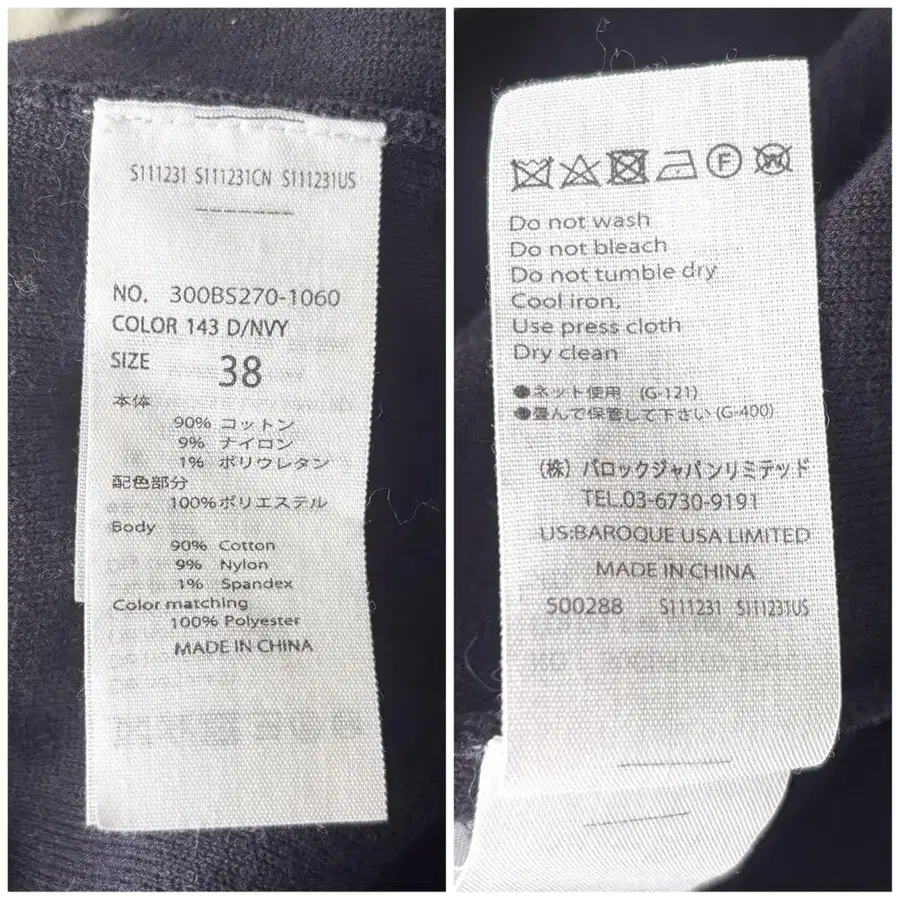 S111231 S111231CN S111231US
NO. 300BS270-1060
COLOR 143 D/NVY
SIZE 38
本体
90% コットン
9% ナイロン
1% ポリウレタン
配色部分
100%ポリエステル
Body
90% Cotton
9% Nylon
1% Spandex
Color matching
100% Polyester
MADE IN CHINA
F W
Do not wash
Do not bleach
Do not tumble dry
Cool iron,
Use press cloth
Dry clean
●ネット使用 (G-121)
●畳んで保管して下さい (G-400)
(株) バロックジャパンリミテッド
TEL.03-6730-9191
US:BAROQUE USA LIMITED
MADE IN CHINA
500288 S111231 S111231US